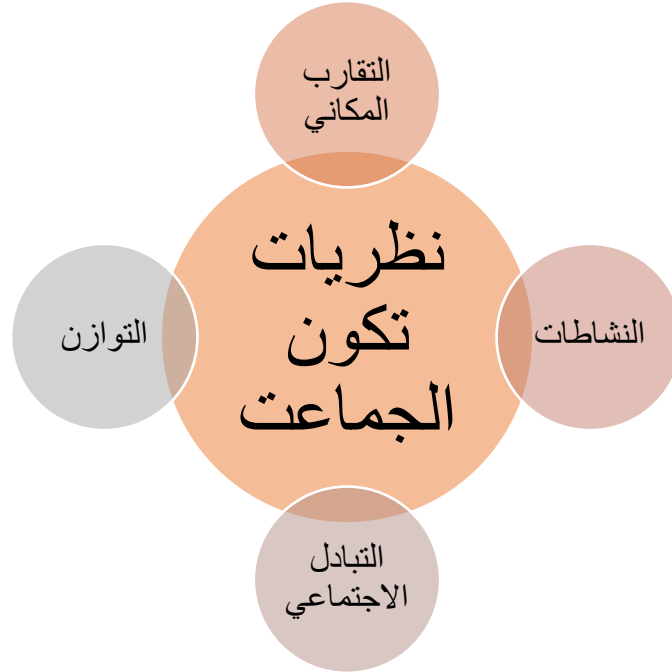 التقارب
المكاني
نظريات
تكون
الجماعت
النشاطات
التوازن
التبادل
الاجتماعي